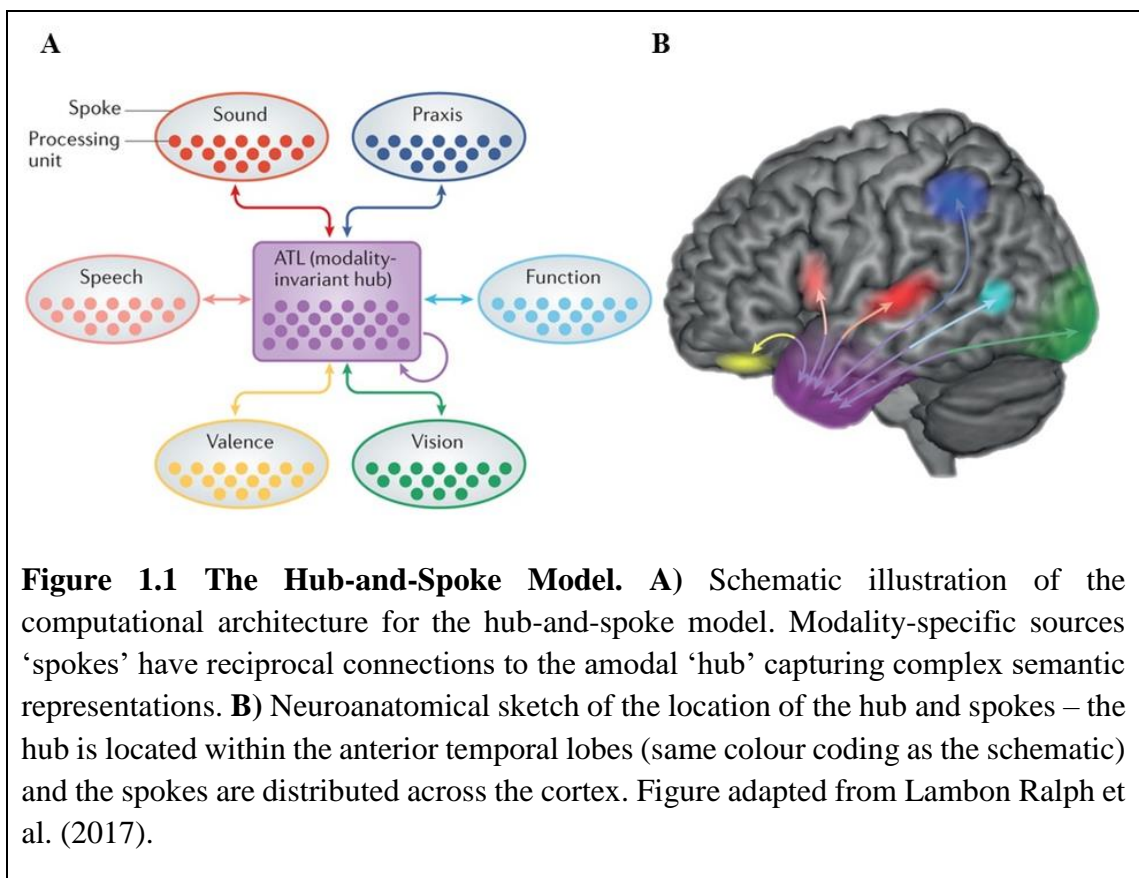 A
B
Spoke
Processing
unit
Sound
Praxis
Speech
ATL (modality-
invariant hub)
Function
Valence
Vision
Figure 1.1 The Hub-and-Spoke Model. A) Schematic illustration of the
computational architecture for the hub-and-spoke model. Modality-specific sources
‘spokes’ have reciprocal connections to the amodal ‘hub’ capturing complex semantic
representations. B) Neuroanatomical sketch of the location of the hub and spokes – the
hub is located within the anterior temporal lobes (same colour coding as the schematic)
and the spokes are distributed across the cortex. Figure adapted from Lambon Ralph et
al. (2017).